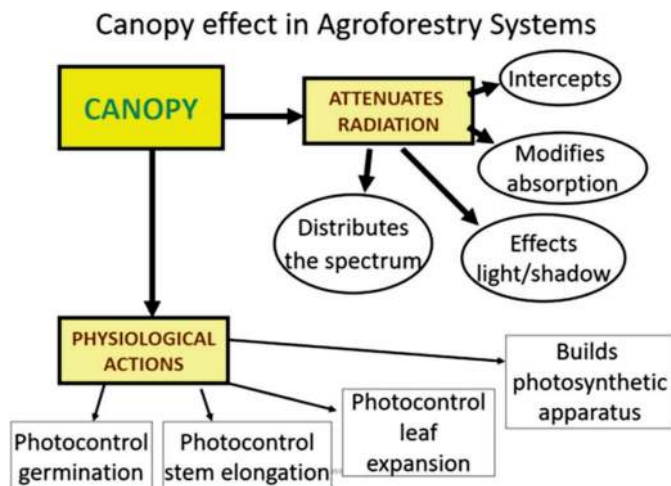 Canopy effect in Agroforestry Systems
CANOPY
ATTENUATES
RADIATION
Intercepts
Modifies
absorption
Distributes
the spectrum
Effects
light/shadow
PHYSIOLOGICAL
ACTIONS
Builds
photosynthetic
apparatus
Photocontrol
germination
Photocontrol
stem elongation
Photocontrol
leaf
expansion